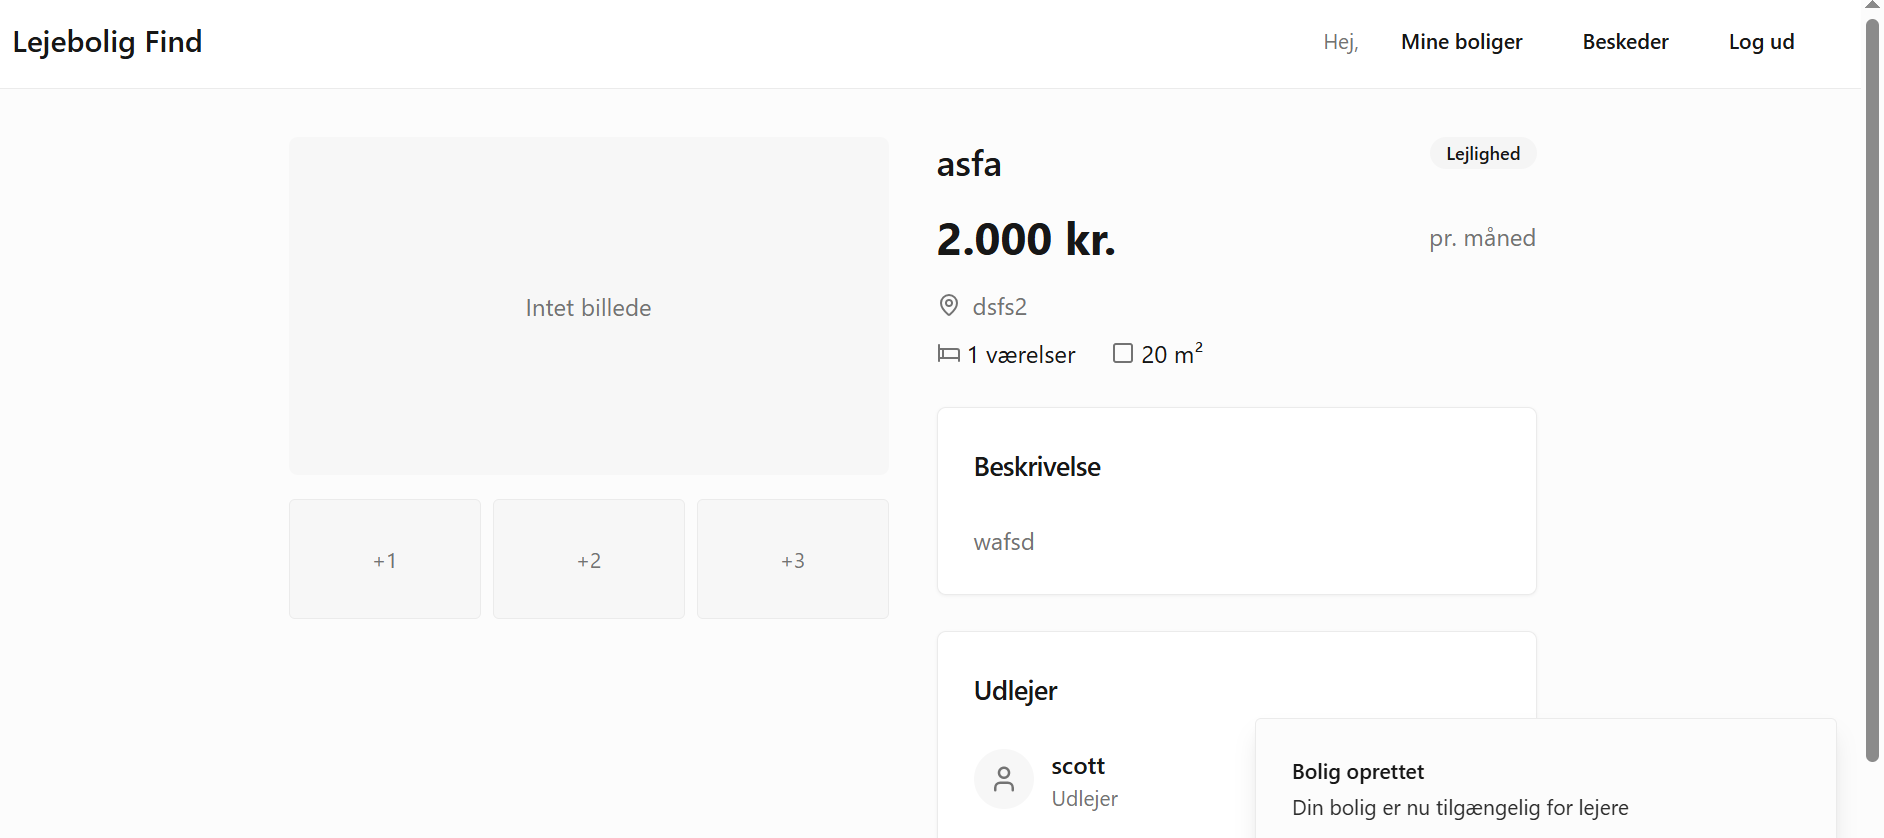 Lejebolig Find
Hej,
Mine boliger
Beskeder
Log ud
Intet billede
+1
+2
+3
asfa
Lejlighed
2.000 kr.
pr. måned
dsfs2
1 værelser
20 m²
Beskrivelse
wafsd
Udlejer
scott
Udlejer
Bolig oprettet
Din bolig er nu tilgængelig for lejere